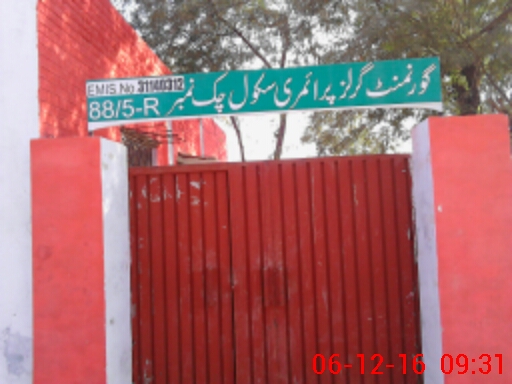 EMIS No 31140312
گورنمنٹ گرلز پرائمری سکول چک نمبر 88/5-R
06-12-16 09:31